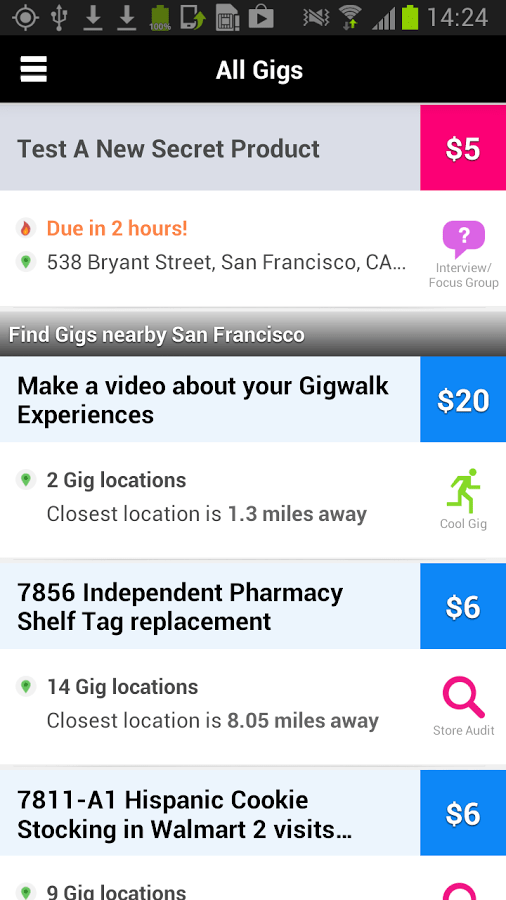 100%
14:24
All Gigs
Test A New Secret Product
$5
Due in 2 hours!
538 Bryant Street, San Francisco, CA...
?
Interview/
Focus Group
Find Gigs nearby San Francisco
Make a video about your Gigwalk
Experiences
$20
2 Gig locations
Closest location is 1.3 miles away
Cool Gig
7856 Independent Pharmacy
Shelf Tag replacement
$6
14 Gig locations
Closest location is 8.05 miles away
Store Audit
7811-A1 Hispanic Cookie
Stocking in Walmart 2 visits...
$6
9 Gig locations